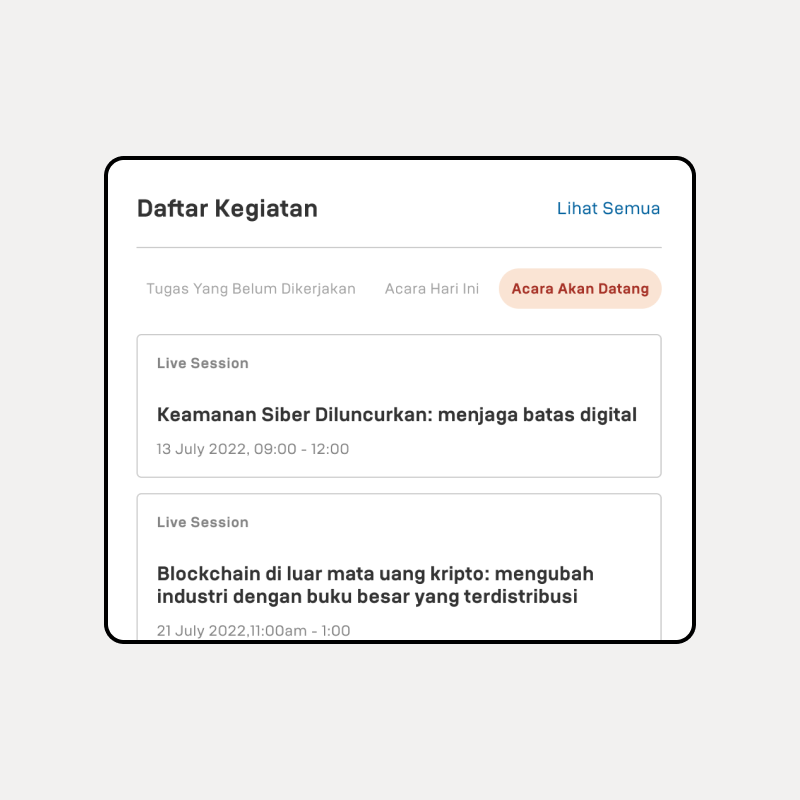 Daftar Kegiatan
Lihat Semua
Tugas Yang Belum Dikerjakan
Acara Hari Ini
Acara Akan Datang
Live Session
Keamanan Siber Diluncurkan: menjaga batas digital
13 July 2022, 09:00 - 12:00
Live Session
Blockchain di luar mata uang kripto: mengubah
industri dengan buku besar yang terdistribusi
21 July 2022,11:00am - 1:00